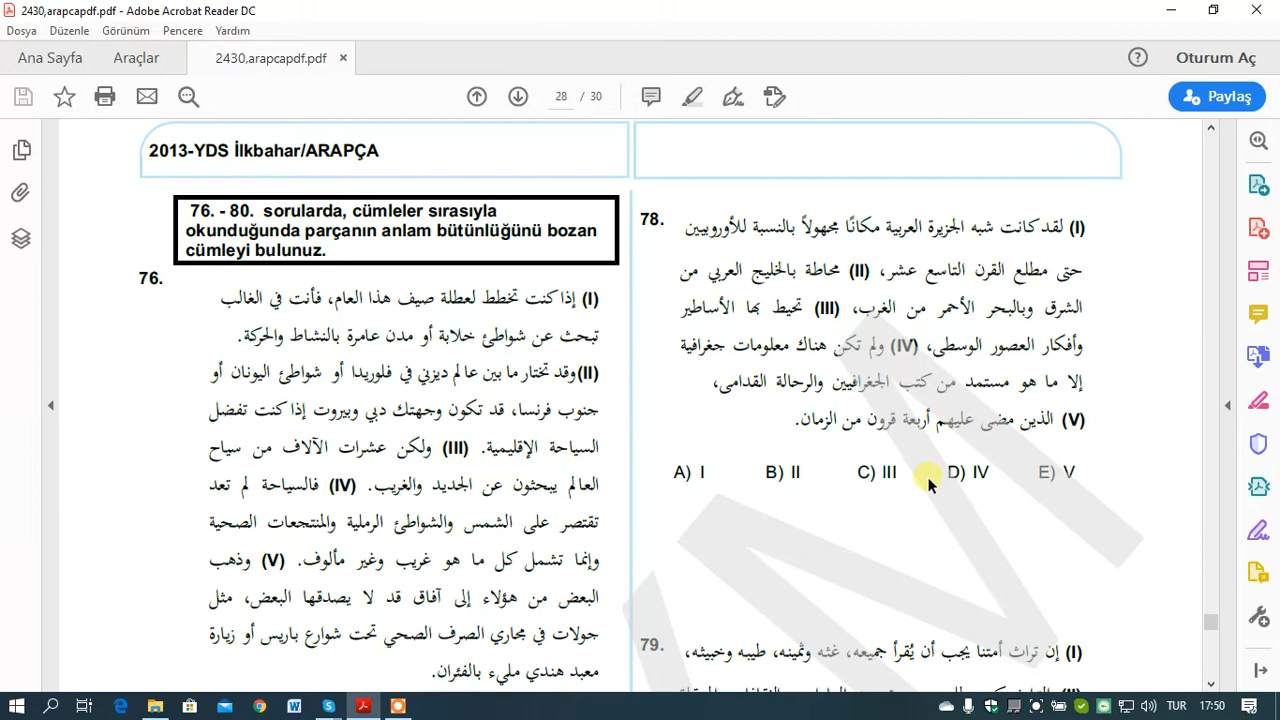 2430,arapcapdf.pdf - Adobe Acrobat Reader DC
Dosya Düzenle Görünüm Pencere Yardım
Ana Sayfa Araçlar 2430,arapcapdf.pdf × Oturum Aç
28 / 30 Paylaş
2013-YDS İlkbahar/ARAPÇA
76. - 80. sorularda, cümleler sırasıyla
okunduğunda parçanın anlam bütünlüğünü bozan
cümleyi bulunuz.
76.
(I) إذا كنت تخطط لعطلة صيف هذا العام، فأنت في الغالب
تبحث عن شواطئ خلابة أو مدن عامرة بالنشاط والحركة.
(II) وقد تختار ما بين عالم ديزني في فلوريدا أو شواطئ اليونان أو
جنوب فرنسا، قد تكون وجهتك دبي وبيروت إذا كنت تفضل
السياحة الإقليمية. (III) ولكن عشرات الآلاف من سياح
العالم يبحثون عن الجديد والغريب. (IV) فالسياحة لم تعد
تقتصر على الشمس والشواطئ الرملية والمنتجعات الصحية
وإنما تشمل كل ما هو غريب وغير مألوف. (V) وذهب
البعض من هؤلاء إلى آفاق قد لا يصدقها البعض، مثل
جولات في مجاري الصرف الصحي تحت شوارع باريس أو زيارة
معبد هندي مليء بالفئران.
78.
(I) لقد كانت شبه الجزيرة العربية مكانًا مجهولاً بالنسبة للأوروبيين
حتى مطلع القرن التاسع عشر، (II) محاطة بالخليج العربي من
الشرق وبالبحر الأحمر من الغرب، (III) تحيط بها الأساطير
وأفكار العصور الوسطى، (IV) ولم تكن هناك معلومات جغرافية
إلا ما هو مستمد من كتب الجغرافيين والرحالة القدامى،
(V) الذين مضى عليهم أربعة قرون من الزمان.
A) I B) II C) III D) IV E) V
79.
(I) إن تراث أمتنا يجب أن يُقرأ جميعه، غثه وثمينه، طيبه وخبيثه،
TUR 17:50